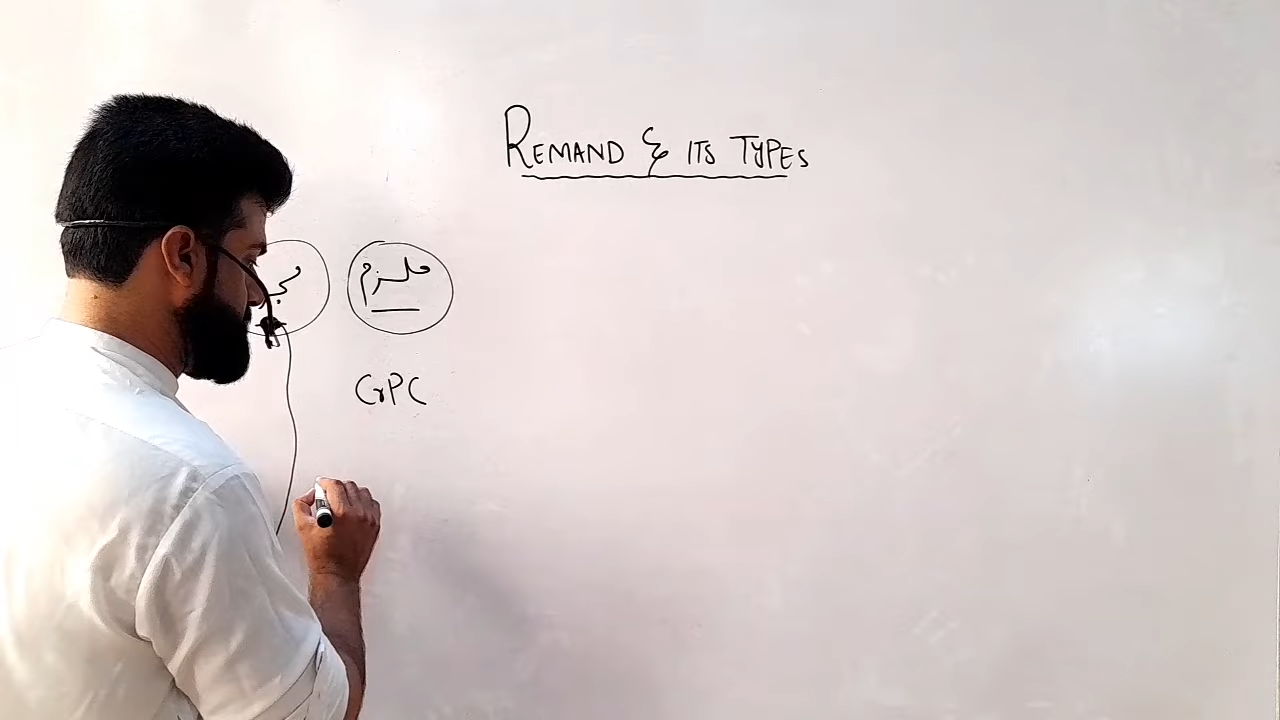 REMAND & ITS TYPES
ملزم
CrPC